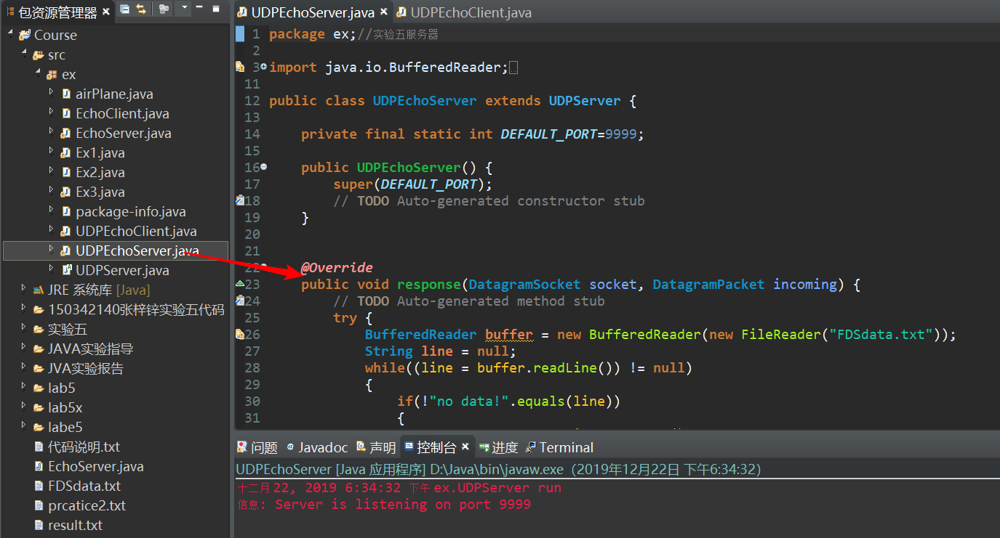 包资源管理器
Course
src
ex
airPlane.java
EchoClient.java
EchoServer.java
Ex1.java
Ex2.java
Ex3.java
package-info.java
UDPEchoClient.java
UDPEchoServer.java
UDPServer.java
JRE 系统库 [Java]
150342140张梓锌实验五代码
实验五
JAVA实验指导
JVA实验报告
lab5
lab5x
labe5
代码说明.txt
EchoServer.java
FDSdata.txt
prcatice2.txt
result.txt
UDPEchoServer.java UDPEchoClient.java
1 package ex;//实验五服务器
2
3 import java.io.BufferedReader;
11
12 public class UDPEchoServer extends UDPServer {
13
14 private final static int DEFAULT_PORT=9999;
15
16 public UDPEchoServer() {
17 super(DEFAULT_PORT);
18 // TODO Auto-generated constructor stub
19 }
20
21
22 @Override
23 public void response(DatagramSocket socket, DatagramPacket incoming) {
24 // TODO Auto-generated method stub
25 try {
26 BufferedReader buffer = new BufferedReader(new FileReader("FDSdata.txt"));
27 String line = null;
28 while((line = buffer.readLine()) != null)
29 {
30 if(!"no data!".equals(line))
31 {
问题 Javadoc 声明 控制台 进度 Terminal
UDPEchoServer [Java 应用程序] D:\Java\bin\javaw.exe（2019年12月22日 下午6:34:32）
十二月 22, 2019 6:34:32 下午 ex.UDPServer run
信息: Server is listening on port 9999